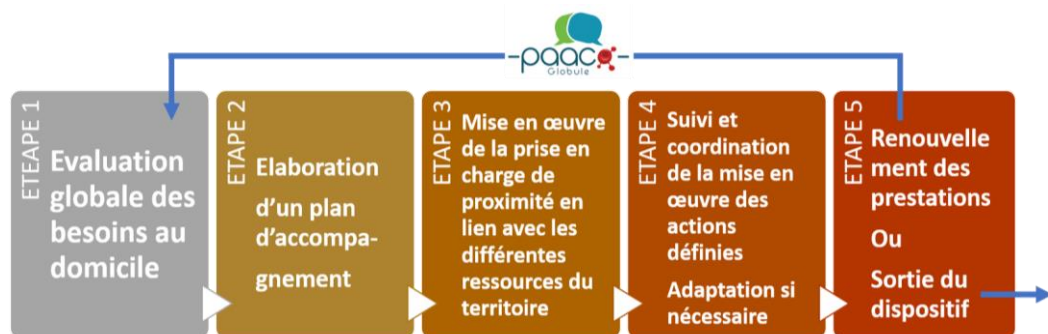 paaco
Globule
ETEAPE 1
Evaluation
globale des
besoins au
domicile
ETAPE 2
Elaboration
d’un plan
d’accompa-
gnement
ETAPE 3
Mise en œuvre
de la prise en
charge de
proximité en
lien avec les
différentes
ressources du
territoire
ETAPE 4
Suivi et
coordination
de la mise en
œuvre des
actions
définies
Adaptation si
nécessaire
ETAPE 5
Renouvelle
ment des
prestations
Ou
Sortie du
dispositif